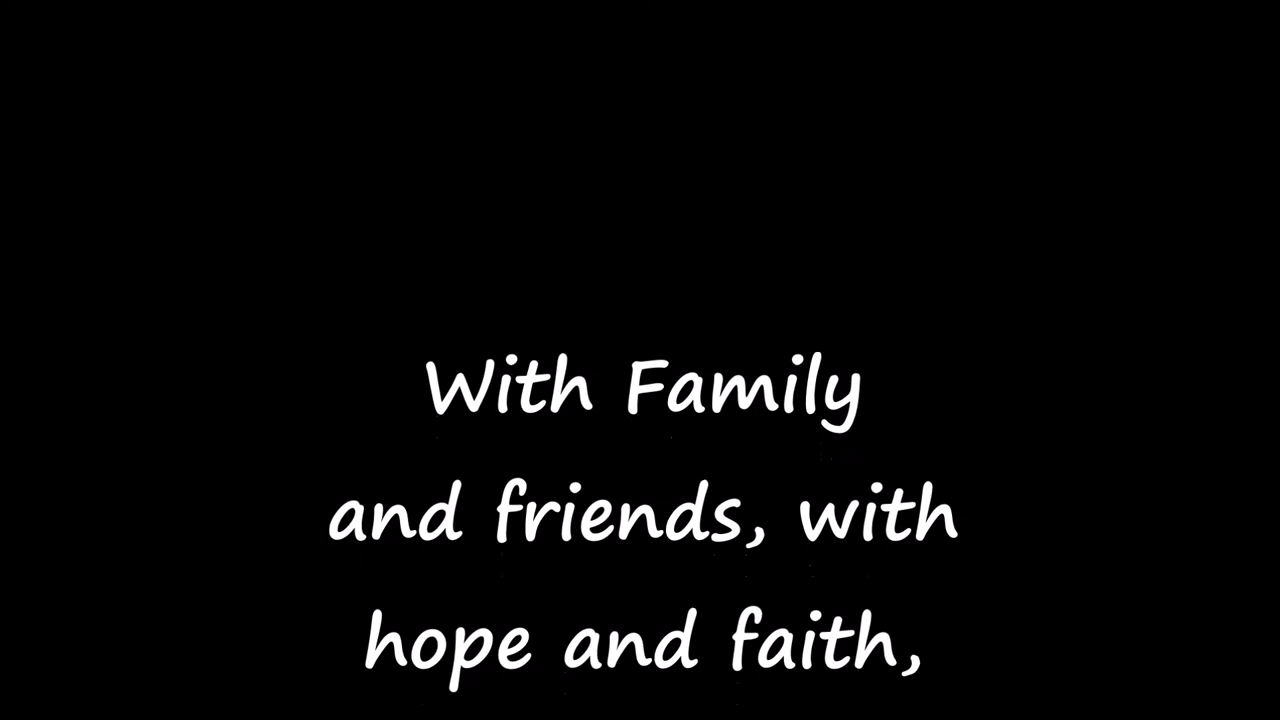 With Family
and friends, with
hope and faith,